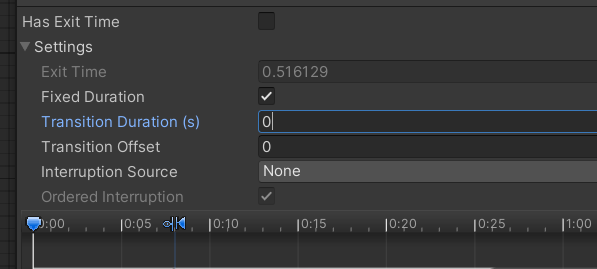 Has Exit Time
Settings
Exit Time 0.516129
Fixed Duration
Transition Duration (s) 0
Transition Offset 0
Interruption Source None
Ordered Interruption
0:00 0:05 0:10 0:15 0:20 0:25 1:00